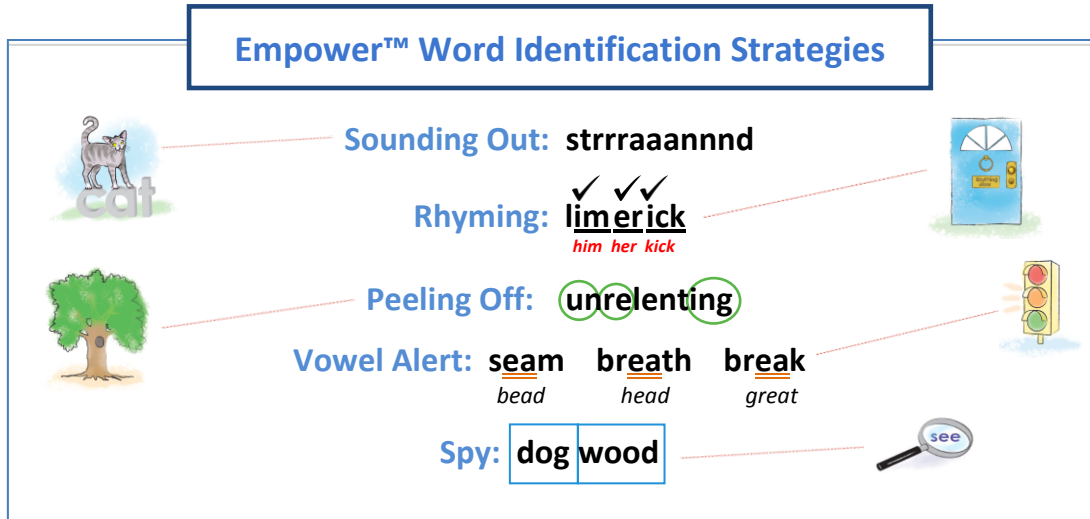 Empower™ Word Identification Strategies
Sounding Out: strrraaannnd
cat
Rhyming: limerick
him her kick
Peeling Off: unrelenting
Vowel Alert: seam breath break
bead head great
Spy: dog wood
see